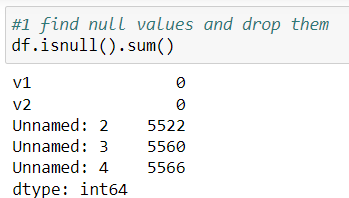 #1 find null values and drop them
df.isnull().sum()
v1 0
v2 0
Unnamed: 2 5522
Unnamed: 3 5560
Unnamed: 4 5566
dtype: int64